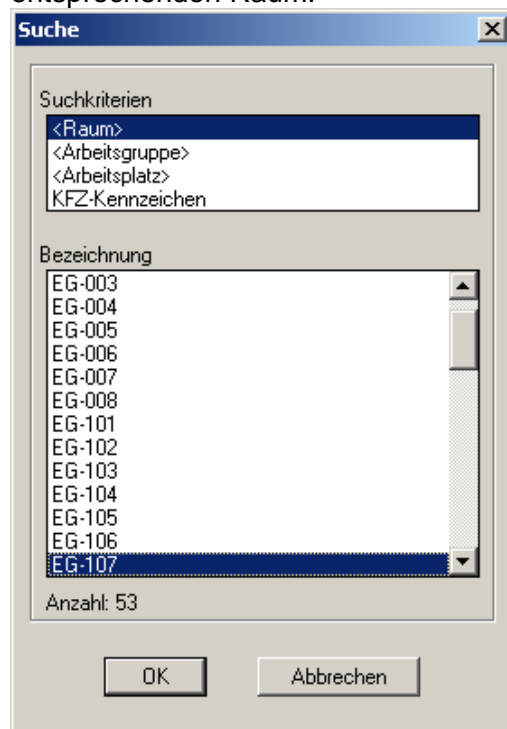 entsprechenden Raum.
Suche
Suchkriterien
<Raum>
<Arbeitsgruppe>
<Arbeitsplatz>
KFZ-Kennzeichen
Bezeichnung
EG-003
EG-004
EG-005
EG-006
EG-007
EG-008
EG-101
EG-102
EG-103
EG-104
EG-105
EG-106
EG-107
Anzahl: 53
OK
Abbrechen